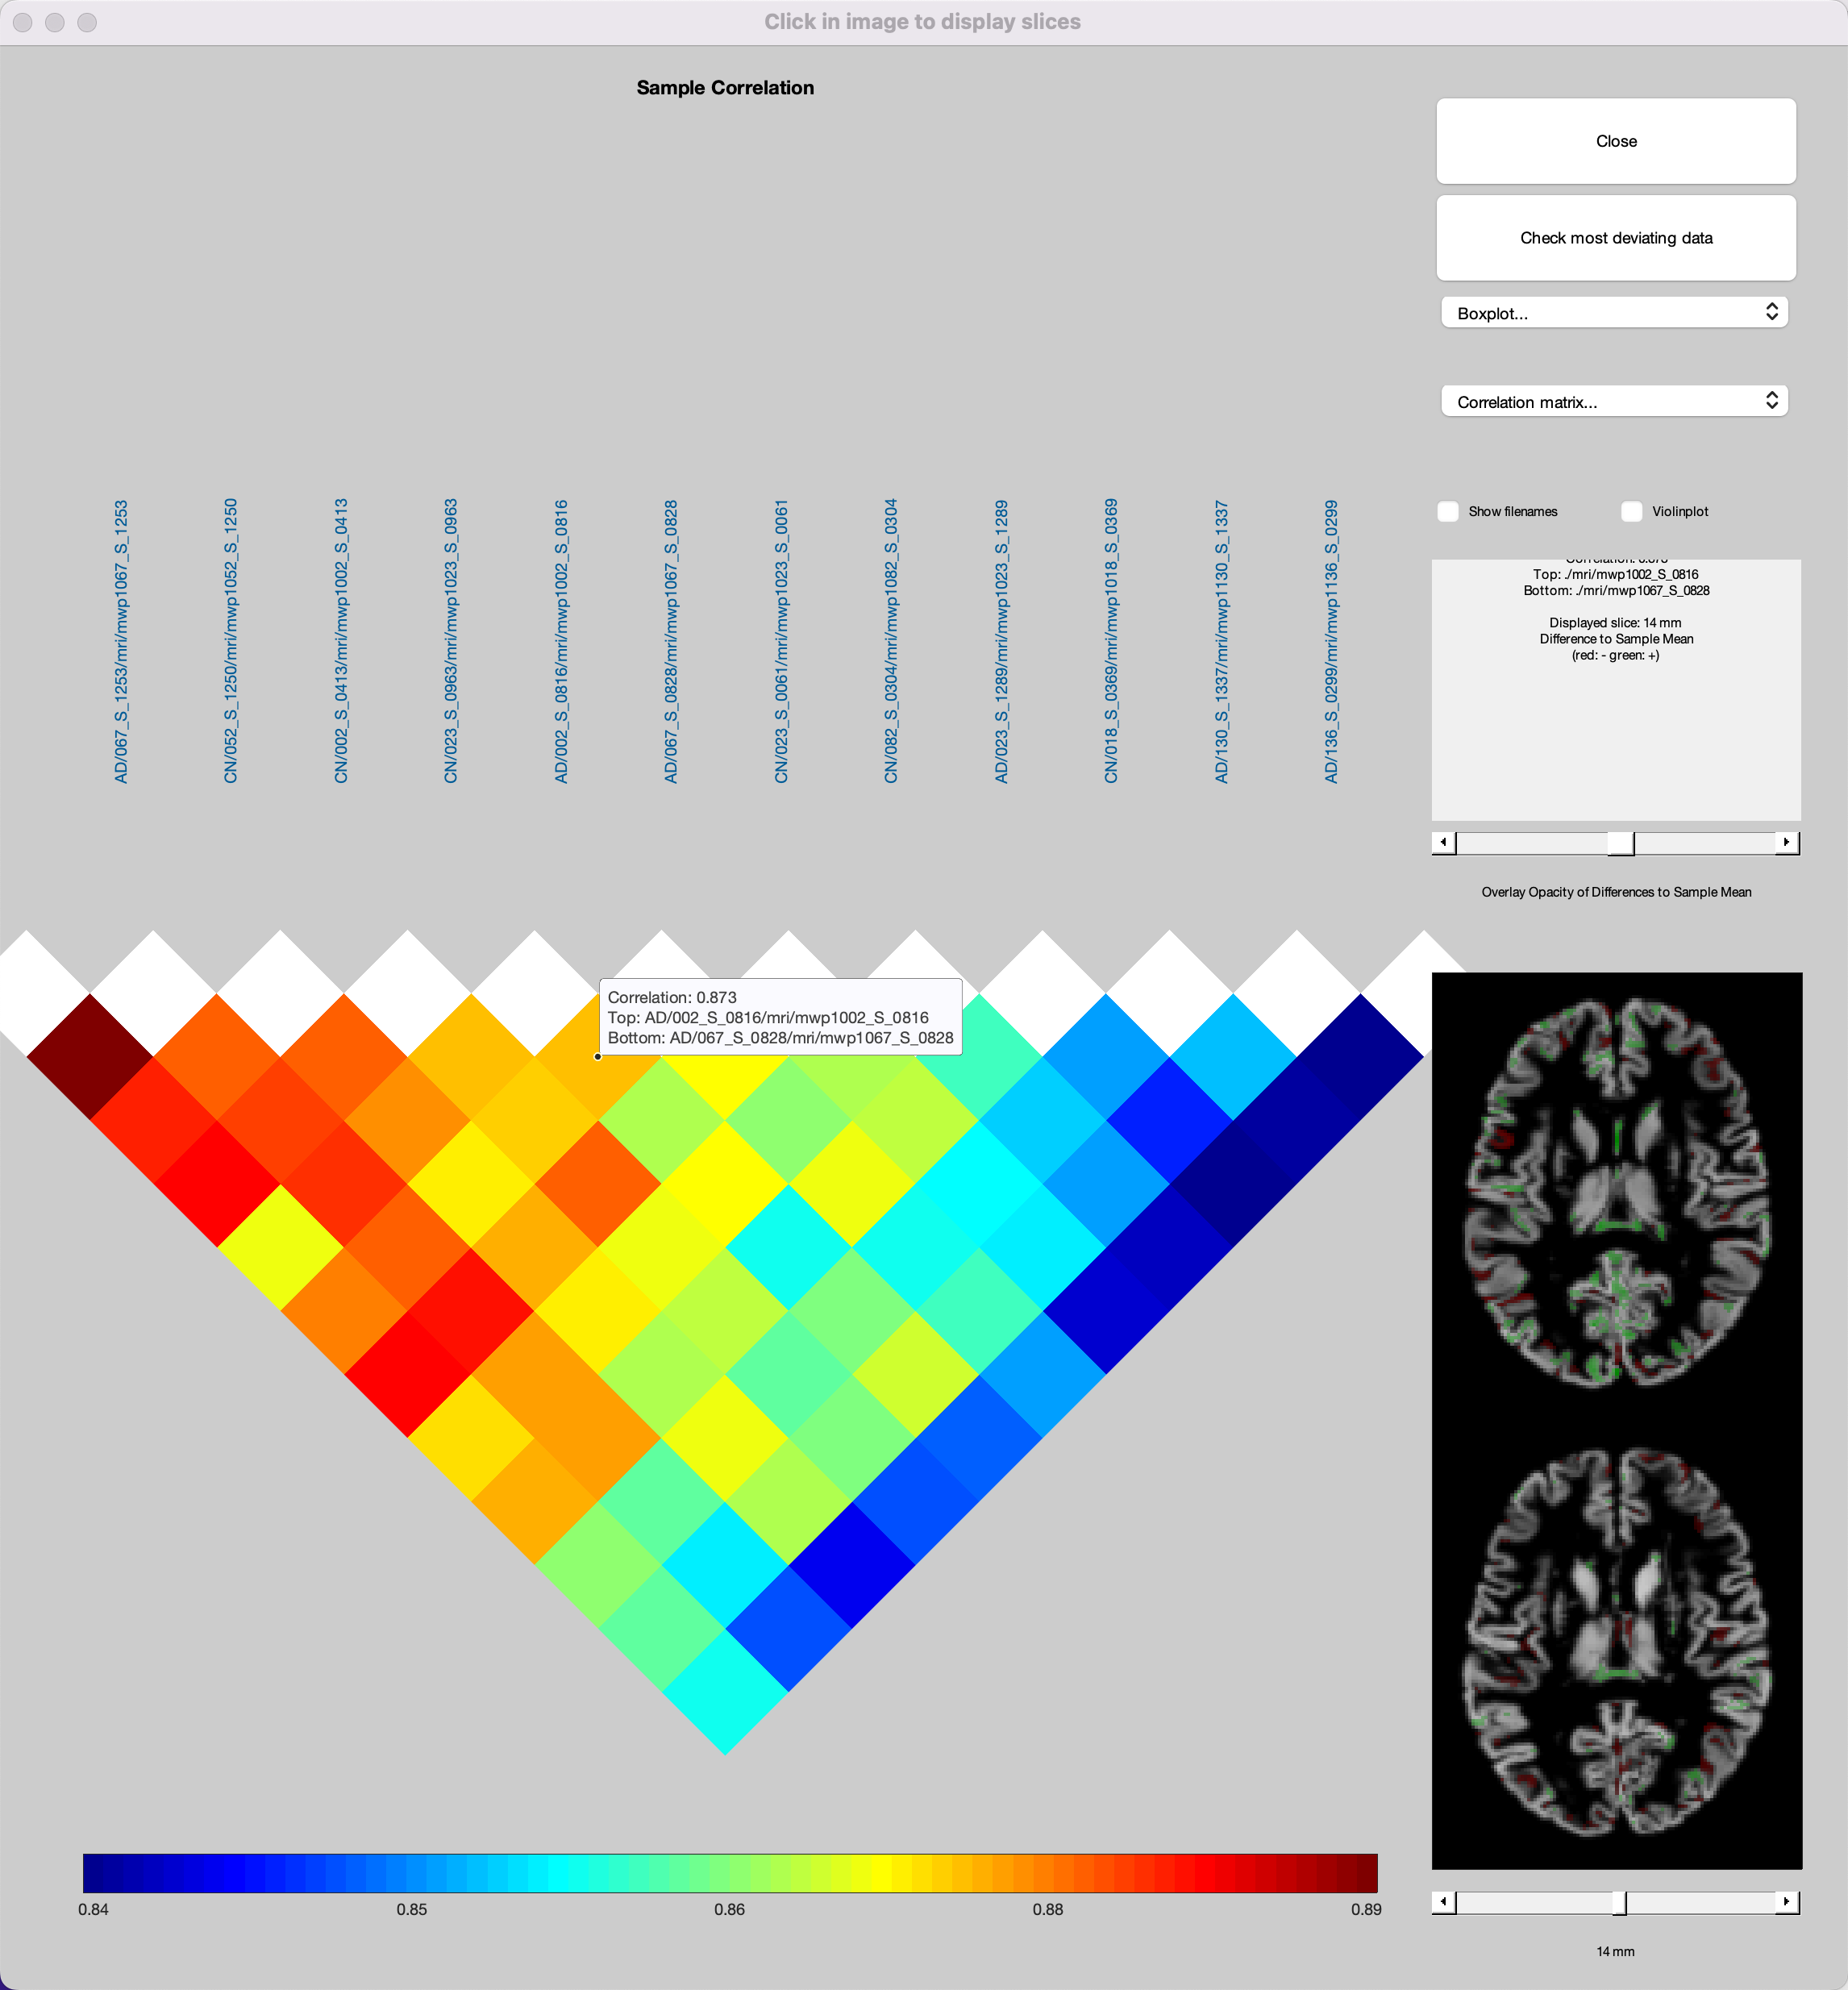 Click in image to display slices
Sample Correlation
Close
Check most deviating data
Boxplot...
Correlation matrix...
Show filenames
Violinplot
AD/067_S_1253/mri/mwp1067_S_1253
CN/052_S_1250/mri/mwp1052_S_1250
CN/002_S_0413/mri/mwp1002_S_0413
CN/023_S_0963/mri/mwp1023_S_0963
AD/002_S_0816/mri/mwp1002_S_0816
AD/067_S_0828/mri/mwp1067_S_0828
CN/023_S_0061/mri/mwp1023_S_0061
CN/082_S_0304/mri/mwp1082_S_0304
AD/023_S_1289/mri/mwp1023_S_1289
CN/018_S_0369/mri/mwp1018_S_0369
AD/130_S_1337/mri/mwp1130_S_1337
AD/136_S_0299/mri/mwp1136_S_0299
Correlation: 0.873
Top: ./mri/mwp1002_S_0816
Bottom: ./mri/mwp1067_S_0828
Displayed slice: 14 mm
Difference to Sample Mean
(red: - green: +)
Overlay Opacity of Differences to Sample Mean
Correlation: 0.873
Top: AD/002_S_0816/mri/mwp1002_S_0816
Bottom: AD/067_S_0828/mri/mwp1067_S_0828
0.84
0.85
0.86
0.88
0.89
14 mm